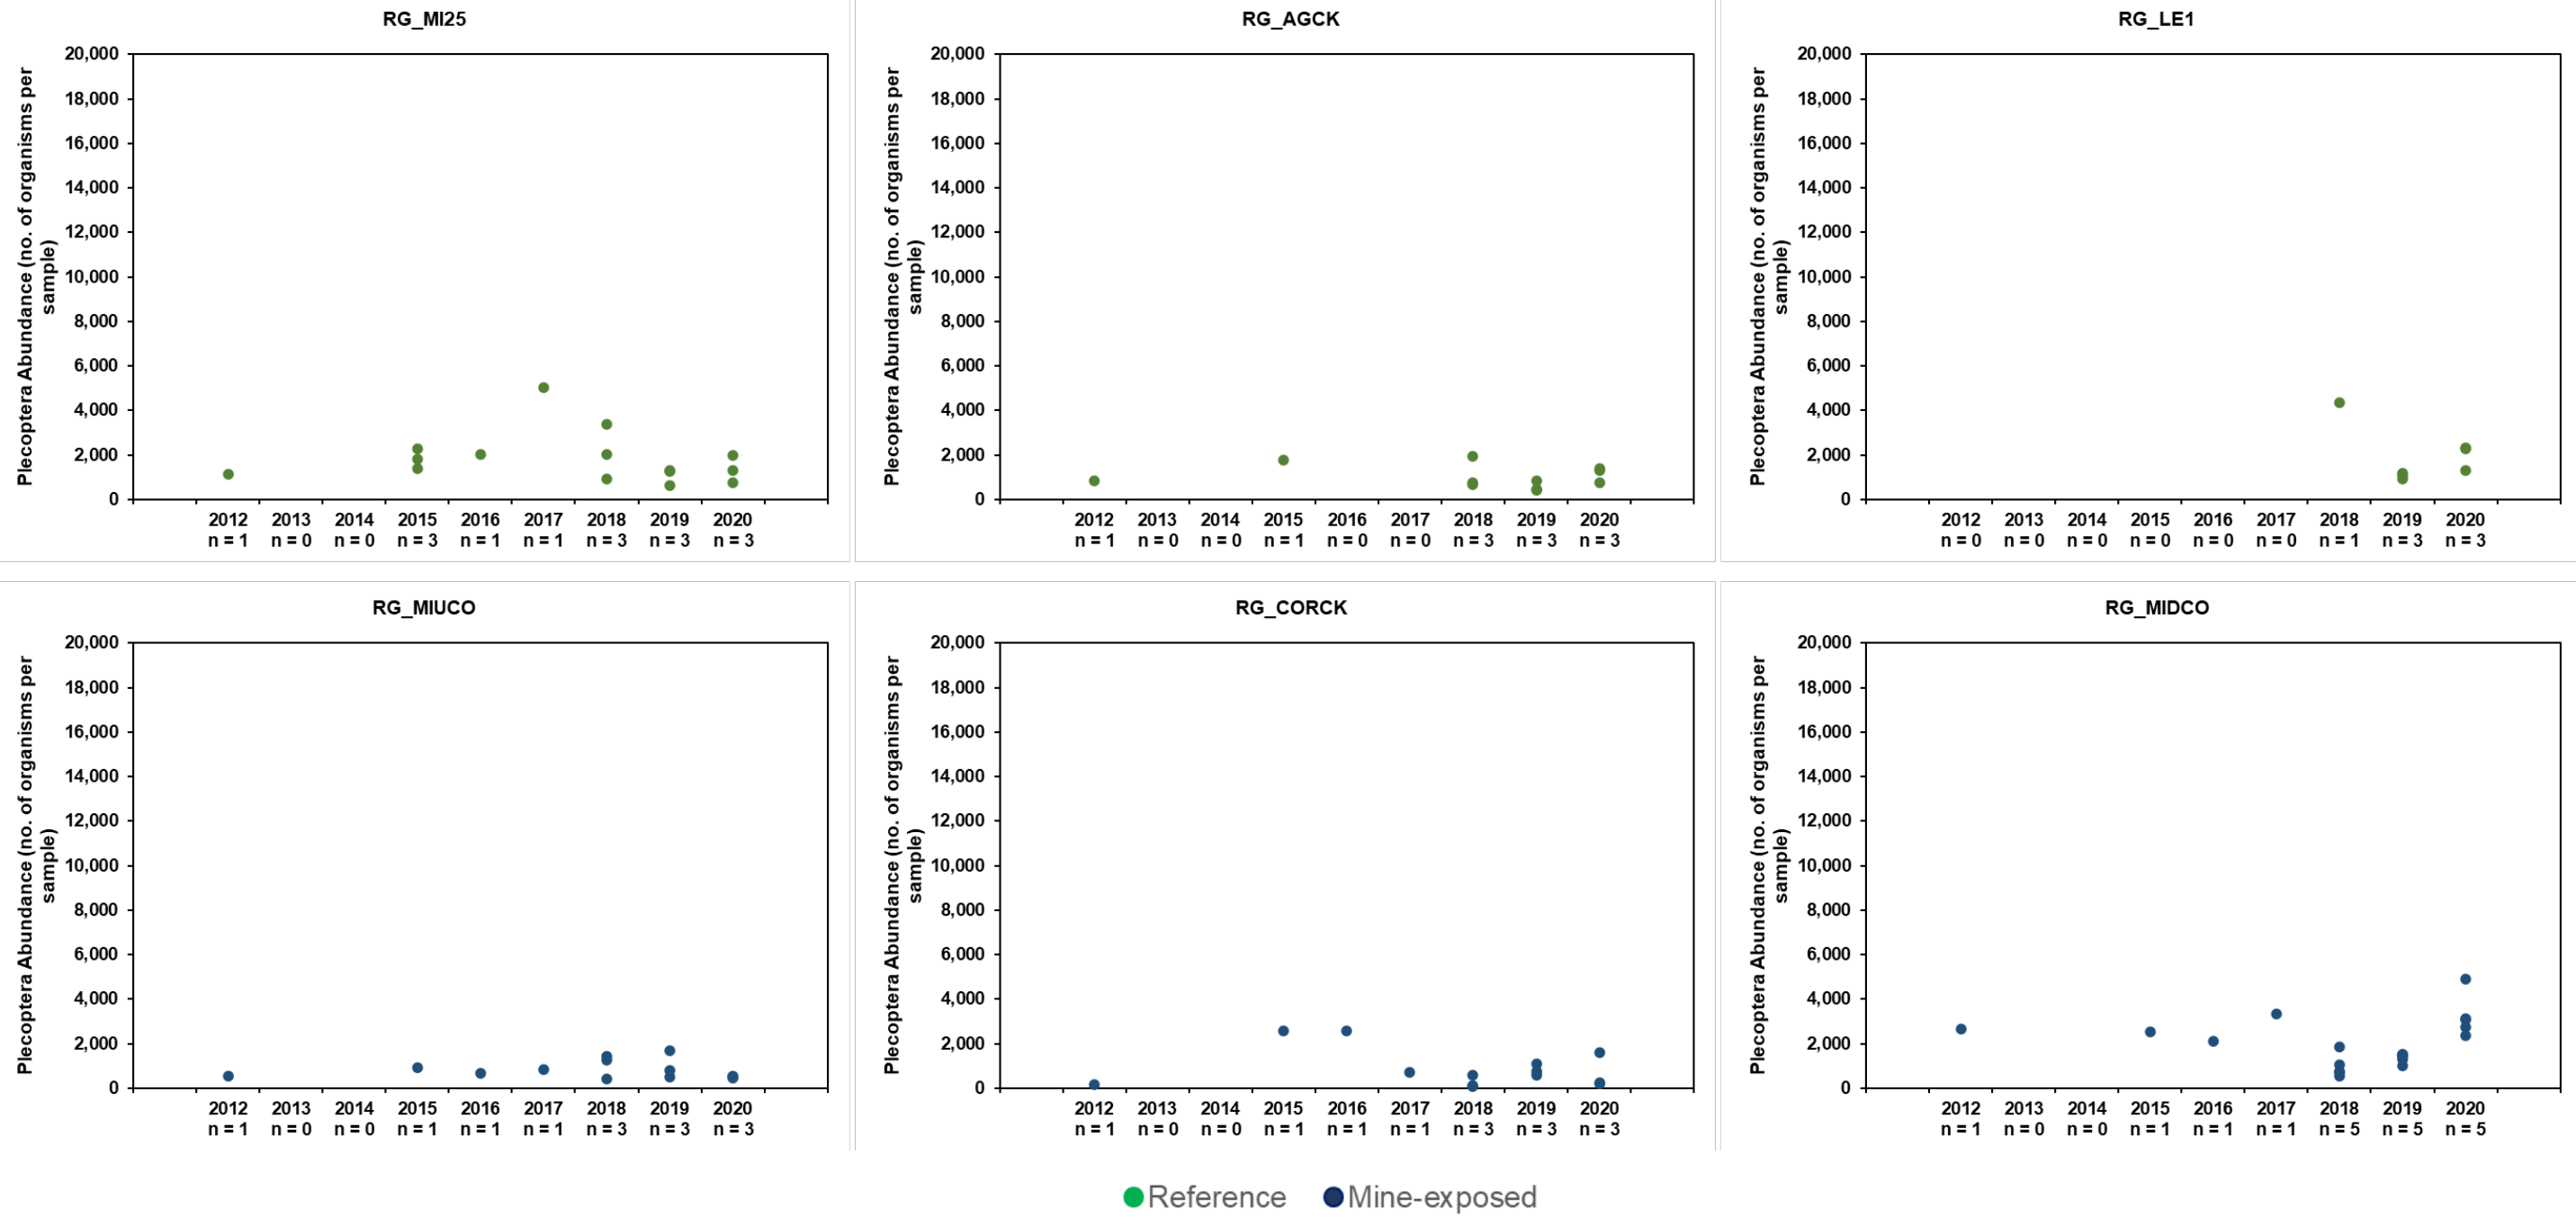 RG_MI25
Plecoptera Abundance (no. of organisms per
sample)
20,000
18,000
16,000
14,000
12,000
10,000
8,000
6,000
4,000
2,000
0
2012 2013 2014 2015 2016 2017 2018 2019 2020
n = 1 n = 0 n = 0 n = 3 n = 1 n = 1 n = 3 n = 3 n = 3
RG_AGCK
Plecoptera Abundance (no. of organisms per
sample)
20,000
18,000
16,000
14,000
12,000
10,000
8,000
6,000
4,000
2,000
0
2012 2013 2014 2015 2016 2017 2018 2019 2020
n = 1 n = 0 n = 0 n = 1 n = 0 n = 0 n = 3 n = 3 n = 3
RG_LE1
Plecoptera Abundance (no. of organisms per
sample)
20,000
18,000
16,000
14,000
12,000
10,000
8,000
6,000
4,000
2,000
0
2012 2013 2014 2015 2016 2017 2018 2019 2020
n = 0 n = 0 n = 0 n = 0 n = 0 n = 0 n = 1 n = 3 n = 3
RG_MIUCO
Plecoptera Abundance (no. of organisms per
sample)
20,000
18,000
16,000
14,000
12,000
10,000
8,000
6,000
4,000
2,000
0
2012 2013 2014 2015 2016 2017 2018 2019 2020
n = 1 n = 0 n = 0 n = 1 n = 1 n = 1 n = 3 n = 3 n = 3
RG_CORCK
Plecoptera Abundance (no. of organisms per
sample)
20,000
18,000
16,000
14,000
12,000
10,000
8,000
6,000
4,000
2,000
0
2012 2013 2014 2015 2016 2017 2018 2019 2020
n = 1 n = 0 n = 0 n = 1 n = 1 n = 1 n = 3 n = 3 n = 3
RG_MIDCO
Plecoptera Abundance (no. of organisms per
sample)
20,000
18,000
16,000
14,000
12,000
10,000
8,000
6,000
4,000
2,000
0
2012 2013 2014 2015 2016 2017 2018 2019 2020
n = 1 n = 0 n = 0 n = 1 n = 1 n = 1 n = 5 n = 5 n = 5
Reference Mine-exposed